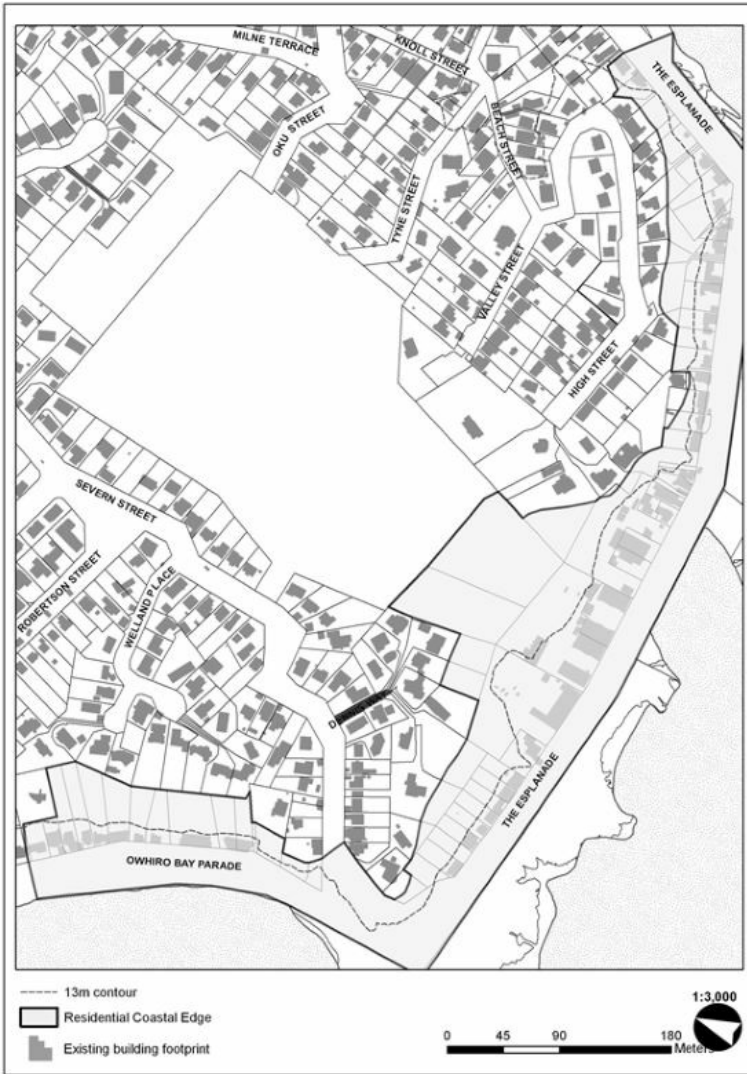 MILNE TERRACE
KNOLL STREET
THE ESPLANADE
OKU STREET
BEACH STREET
TYNE STREET
VALLEY STREET
HIGH STREET
SEVERN STREET
ROBERTSON STREET
WELLAND PLACE
D
THE ESPLANADE
OWHIRO BAY PARADE
13m contour
Residential Coastal Edge
Existing building footprint
1:3,000
0 45 90 180
Meters